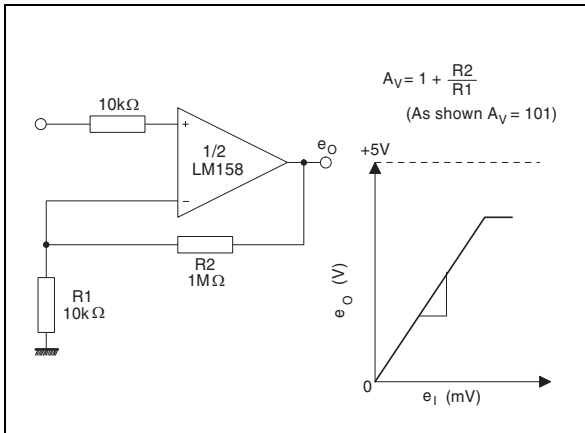 10kΩ
+
1/2
LM158
−
e_O
R2
1MΩ
R1
10kΩ
A_V = 1 + R2/R1
(As shown A_V = 101)
+5V
e_O (V)
0
e_I (mV)